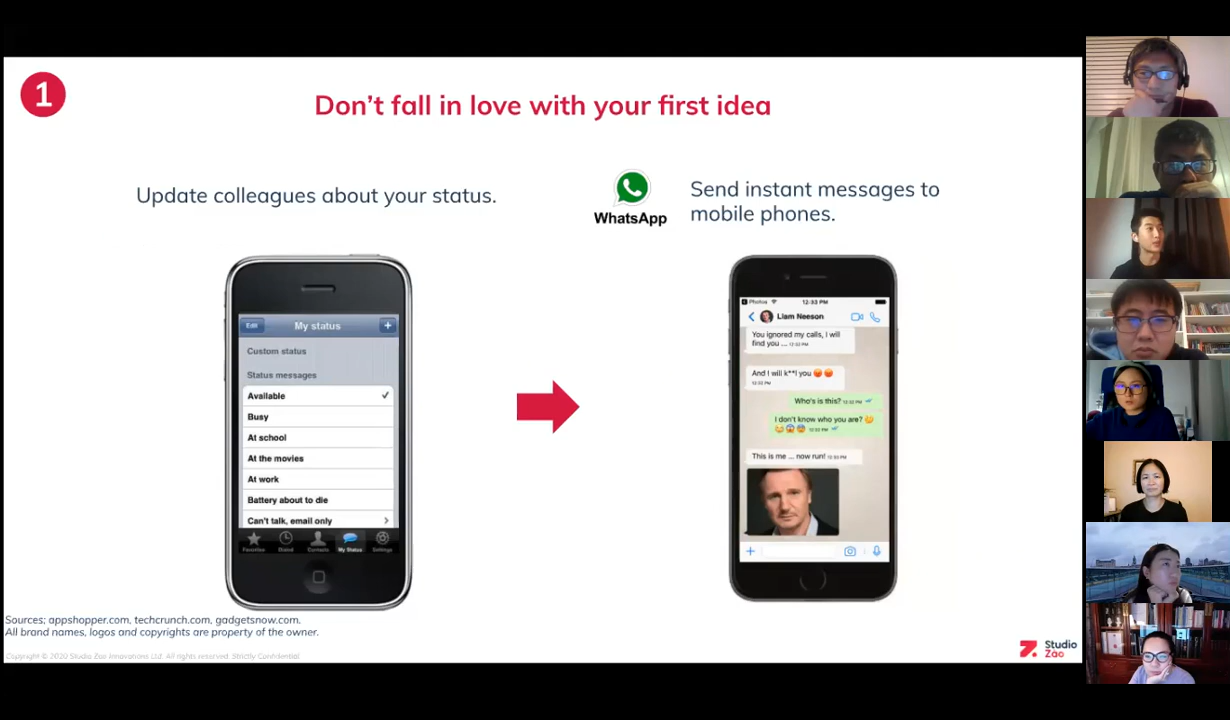 1
Don't fall in love with your first idea
Update colleagues about your status.
WhatsApp
Send instant messages to
mobile phones.
Edit
My status
+
Custom status
Status messages
Available
Busy
At school
At the movies
At work
Battery about to die
Can't talk, email only
Favorites
Contacts
My Status
Settings
Photos
12:33 PM
Liam Neeson
You ignored my calls, I will
find you ... 12:32 PM
And I will k**l you 😡 😡
12:32 PM
Who's is this? 12:32 PM
I don't know who you are?
12:33 PM
This is me ... now run! 12:33 PM
Sources; appshopper.com, techcrunch.com, gadgetsnow.com.
All brand names, logos and copyrights are property of the owner.
Copyright © 2020 Studio Zao Innovations Ltd. All rights reserved. Strictly Confidential.
Studio
Zao